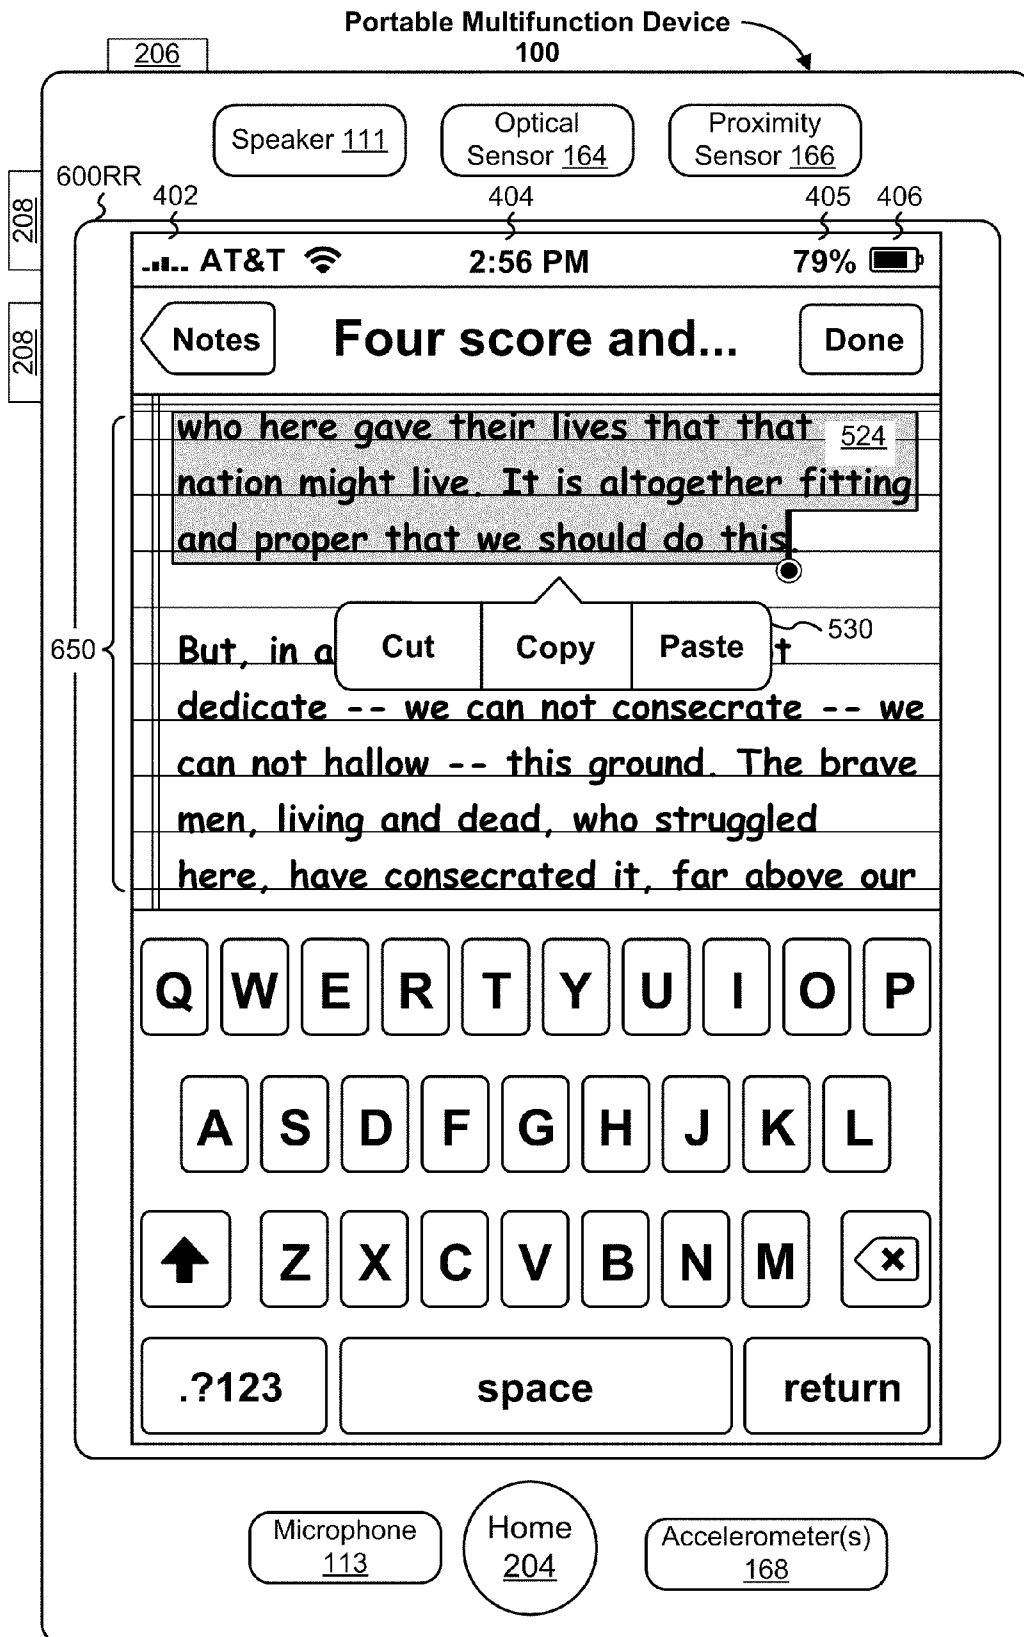 Portable Multifunction Device
100
206
Speaker 111
Optical
Sensor 164
Proximity
Sensor 166
208
208
600RR
402
404
405
406
AT&T
2:56 PM
79%
Notes
Four score and...
Done
who here gave their lives that that
524
nation might live. It is altogether fitting
and proper that we should do this.
650
But, in a
t
Cut
Copy
Paste
530
dedicate -- we can not consecrate -- we
can not hallow -- this ground. The brave
men, living and dead, who struggled
here, have consecrated it, far above our
Q W E R T Y U I O P
A S D F G H J K L
Z X C V B N M
.?123
space
return
Microphone
113
Home
204
Accelerometer(s)
168